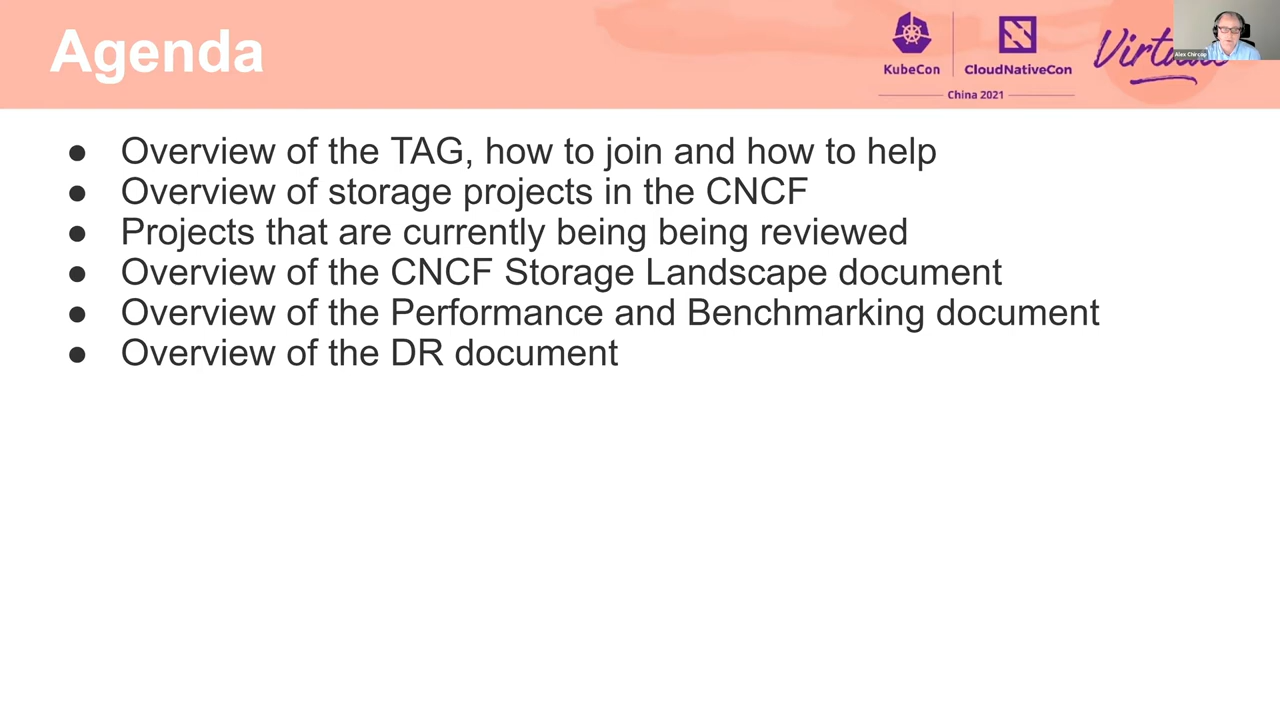 Agenda
KubeCon
CloudNativeCon
China 2021
Virtual
Alex Chircop
● Overview of the TAG, how to join and how to help
● Overview of storage projects in the CNCF
● Projects that are currently being being reviewed
● Overview of the CNCF Storage Landscape document
● Overview of the Performance and Benchmarking document
● Overview of the DR document